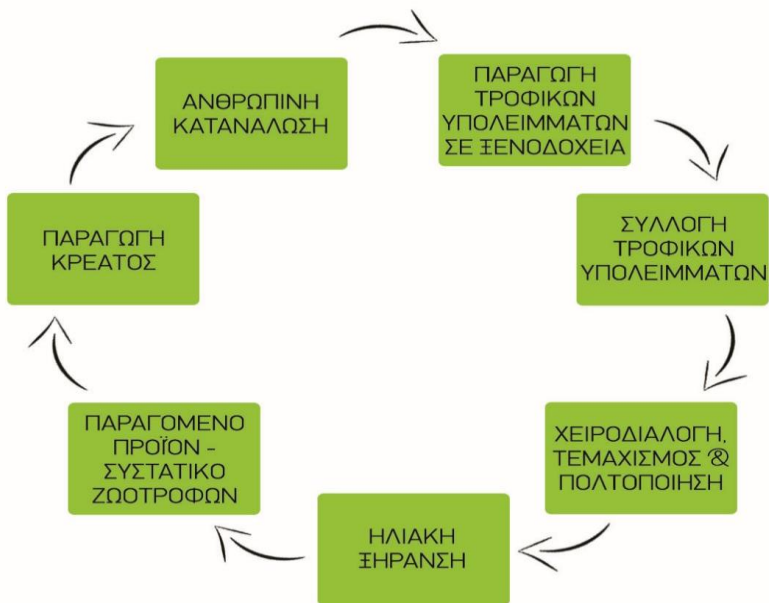 ΑΝΘΡΩΠΙΝΗ
ΚΑΤΑΝΑΛΩΣΗ
ΠΑΡΑΓΩΓΗ
ΤΡΟΦΙΚΩΝ
ΥΠΟΛΕΙΜΜΑΤΩΝ
ΣΕ ΞΕΝΟΔΟΧΕΙΑ
ΣΥΛΛΟΓΗ
ΤΡΟΦΙΚΩΝ
ΥΠΟΛΕΙΜΜΑΤΩΝ
ΧΕΙΡΟΔΙΑΛΟΓΗ,
ΤΕΜΑΧΙΣΜΟΣ &
ΠΟΛΤΟΠΟΙΗΣΗ
ΗΛΙΑΚΗ
ΞΗΡΑΝΣΗ
ΠΑΡΑΓΟΜΕΝΟ
ΠΡΟΪΟΝ -
ΣΥΣΤΑΤΙΚΟ
ΖΩΟΤΡΟΦΩΝ
ΠΑΡΑΓΩΓΗ
ΚΡΕΑΤΟΣ